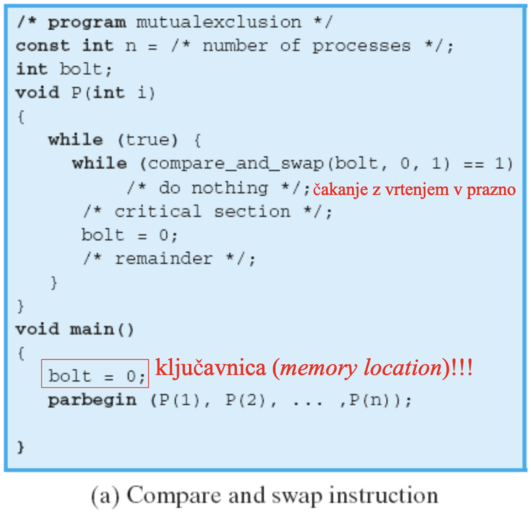 /* program mutualexclusion */
const int n = /* number of processes */;
int bolt;
void P(int i)
{
while (true) {
while (compare_and_swap(bolt, 0, 1) == 1)
/* do nothing */; čakanje z vrtenjem v prazno
/* critical section */;
bolt = 0;
/* remainder */;
}
}
void main()
{
bolt = 0; ključavnica (memory location)!!!
parbegin (P(1), P(2), ... ,P(n));
}
(a) Compare and swap instruction